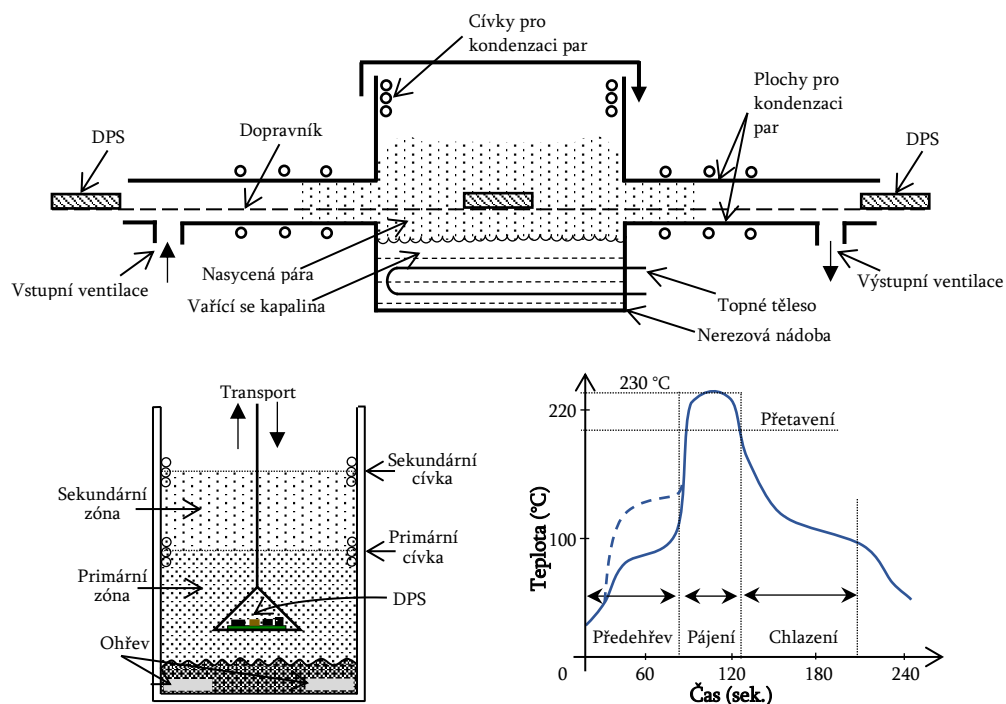 Cívky pro
kondenzaci par
Plochy pro
kondenzaci
par
DPS
Dopravník
DPS
Nasycená pára
Vstupní ventilace
Vařící se kapalina
Topné těleso
Výstupní ventilace
Nerezová nádoba
Transport
Sekundární
cívka
Sekundární
zóna
Primární
cívka
Primární
zóna
DPS
Ohřev
230 °C
220
Přetavení
Teplota (°C)
100
Předehřev
Pájení
Chlazení
0
60
120
180
240
Čas (sek.)